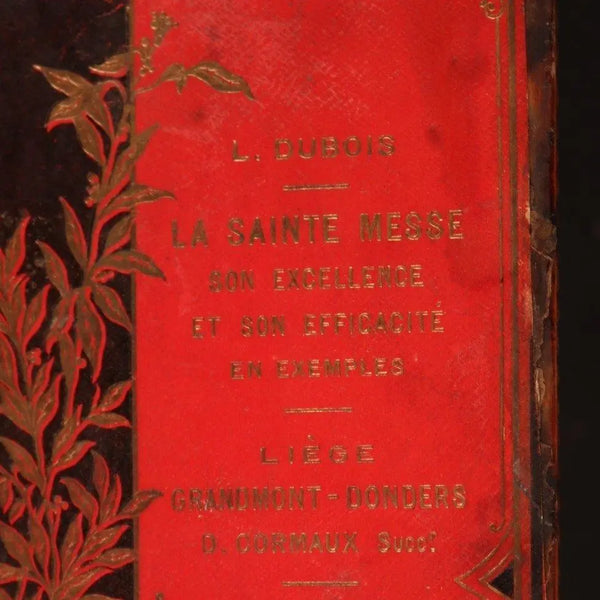 L. DUBOIS
LA SAINTE MESSE
SON EXCELLENCE
ET SON EFFICACITÉ
EN EXEMPLES
LIÈGE
GRANDMONT-DONDERS
D. CORMAUX Succr.